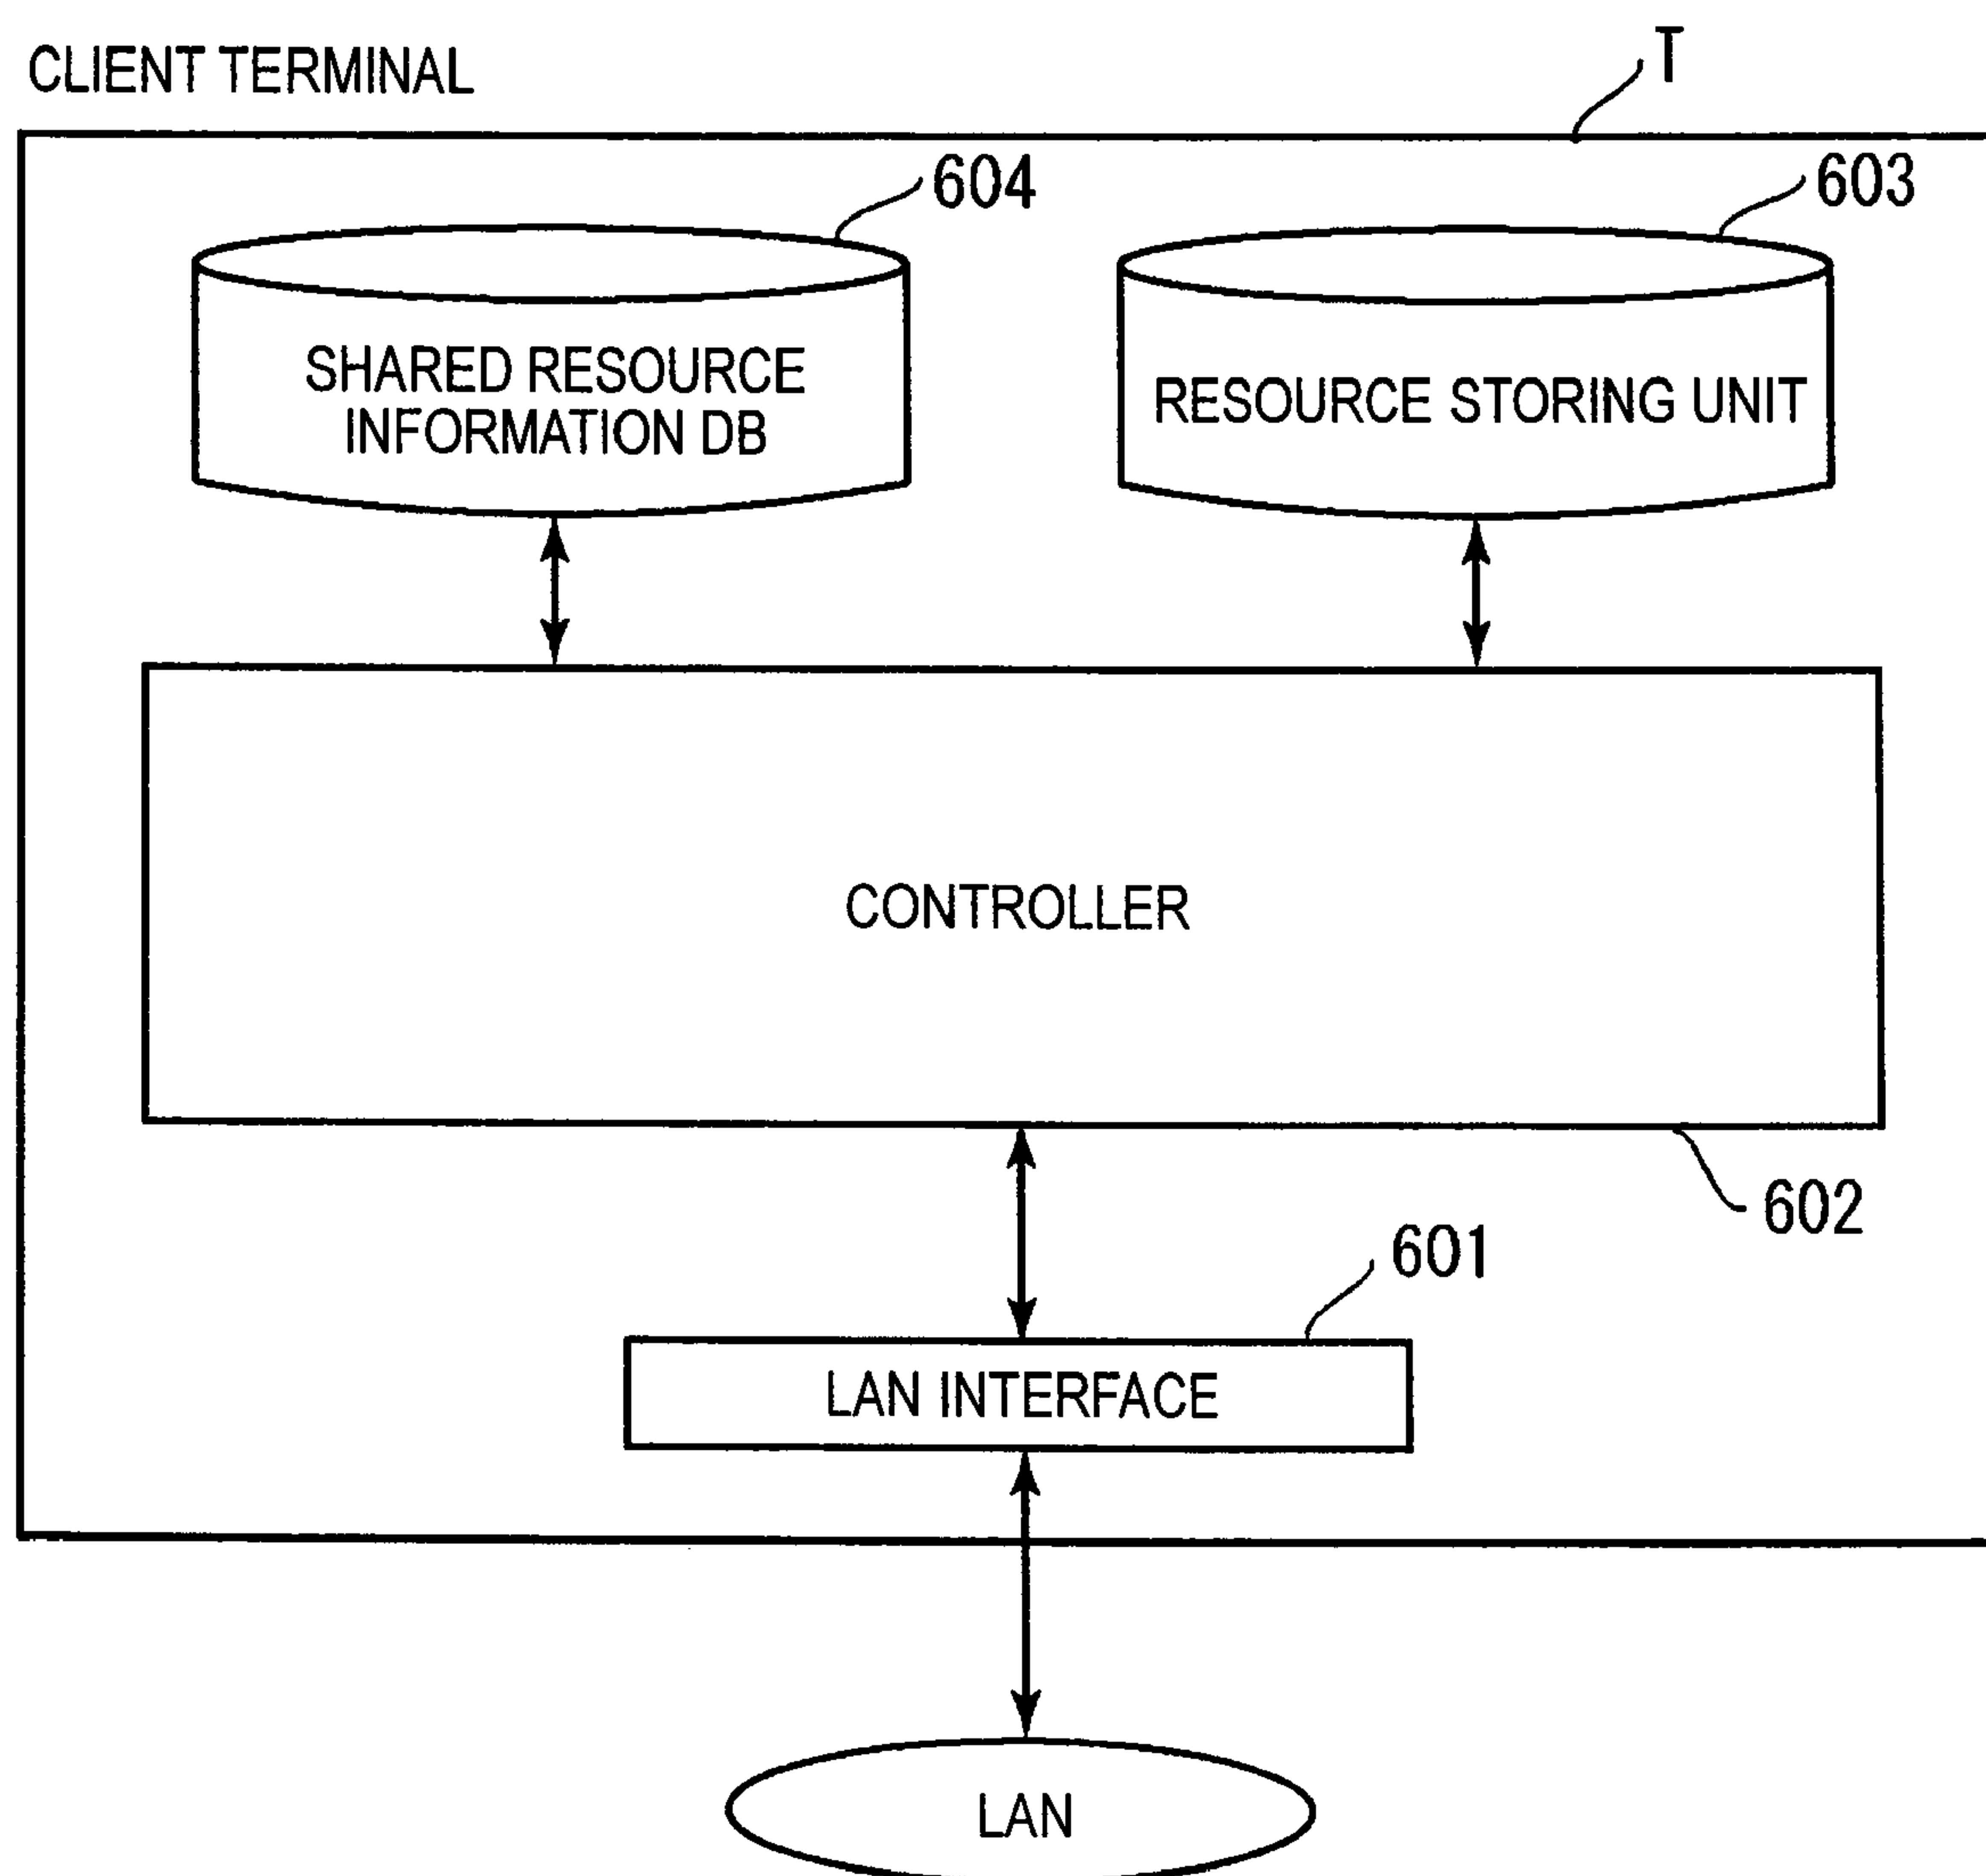 CLIENT TERMINAL
T
604
603
SHARED RESOURCE
INFORMATION DB
RESOURCE STORING UNIT
CONTROLLER
602
601
LAN INTERFACE
LAN